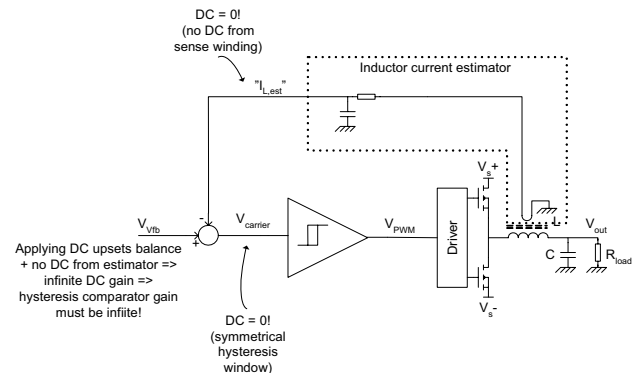 DC = 0!
(no DC from
sense winding)
Inductor current estimator
"I_L,est"
V_s+
-
V_Vfb
+
V_carrier
V_PWM
Driver
L
V_out
C
R_load
Applying DC upsets balance
+ no DC from estimator =>
infinite DC gain =>
hysteresis comparator gain
must be infiite!
V_s-
DC = 0!
(symmetrical
hysteresis
window)